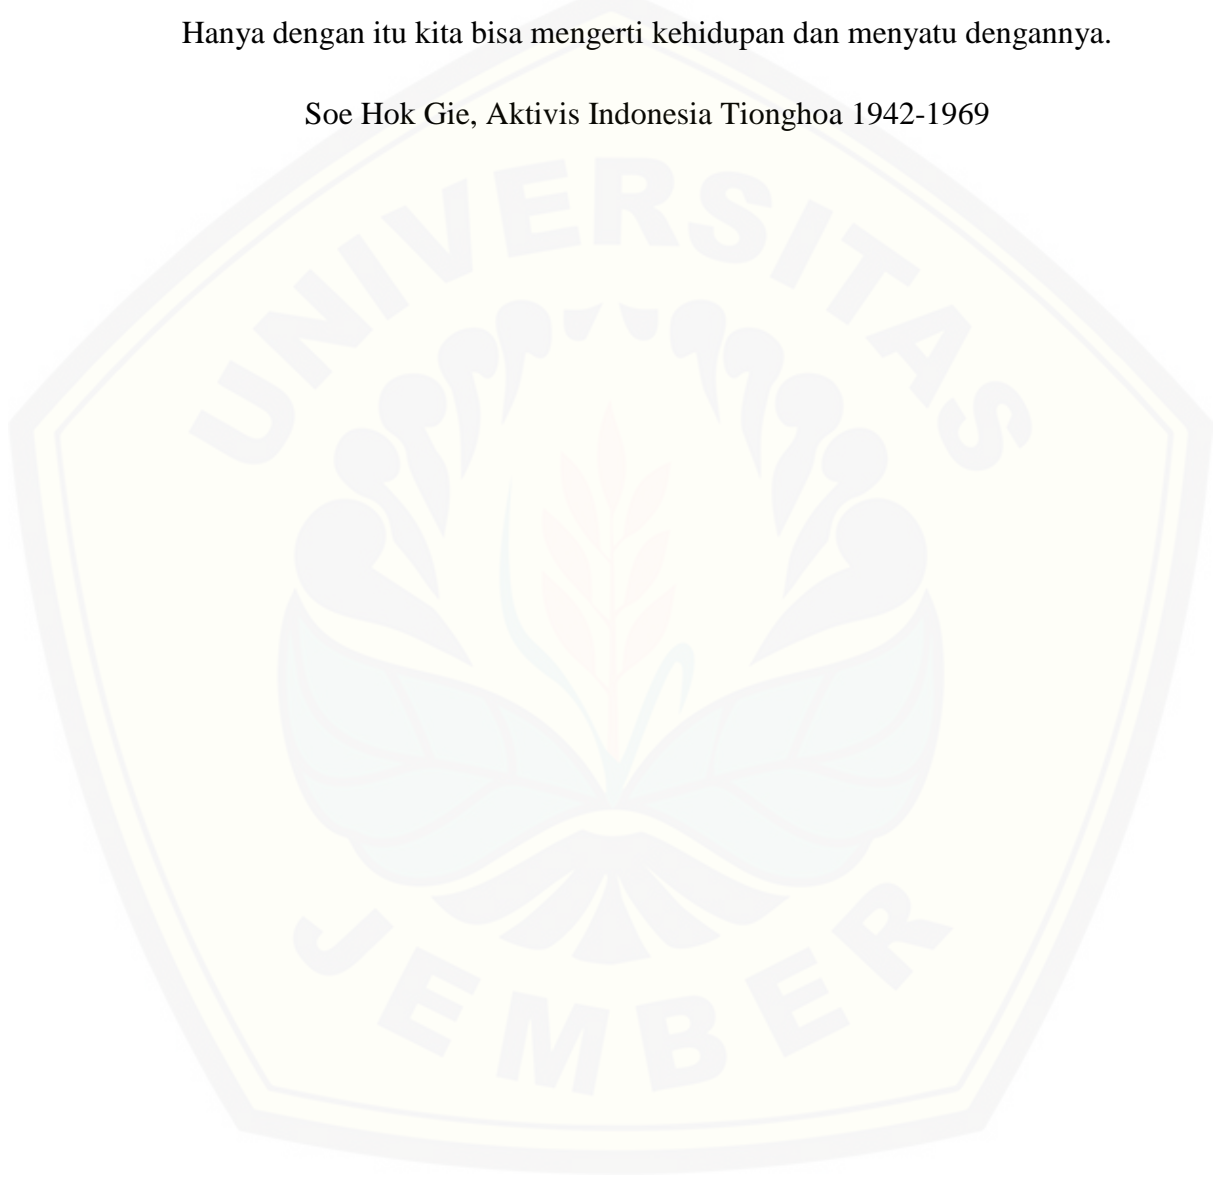 Hanya dengan itu kita bisa mengerti kehidupan dan menyatu dengannya.
Soe Hok Gie, Aktivis Indonesia Tionghoa 1942-1969
UNIVERSITAS
JEMBER